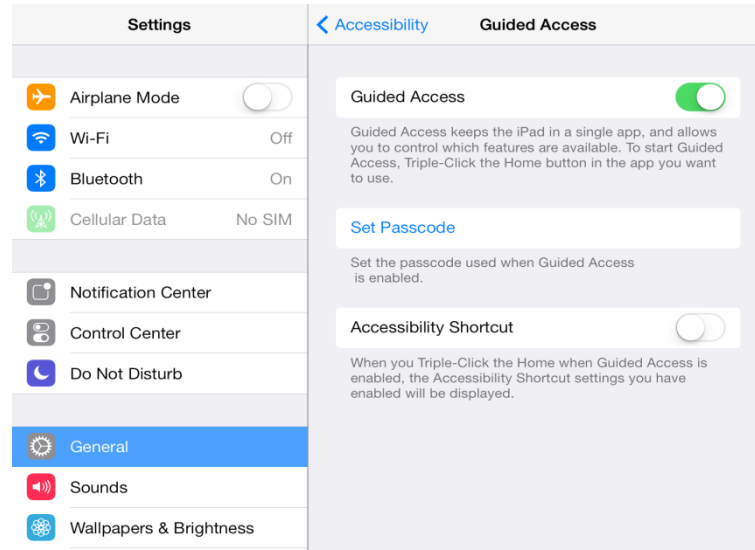 Settings
Airplane Mode
Wi-Fi Off
Bluetooth On
Cellular Data No SIM
Notification Center
Control Center
Do Not Disturb
General
Sounds
Wallpapers & Brightness
Accessibility Guided Access
Guided Access
Guided Access keeps the iPad in a single app, and allows
you to control which features are available. To start Guided
Access, Triple-Click the Home button in the app you want
to use.
Set Passcode
Set the passcode used when Guided Access
is enabled.
Accessibility Shortcut
When you Triple-Click the Home when Guided Access is
enabled, the Accessibility Shortcut settings you have
enabled will be displayed.